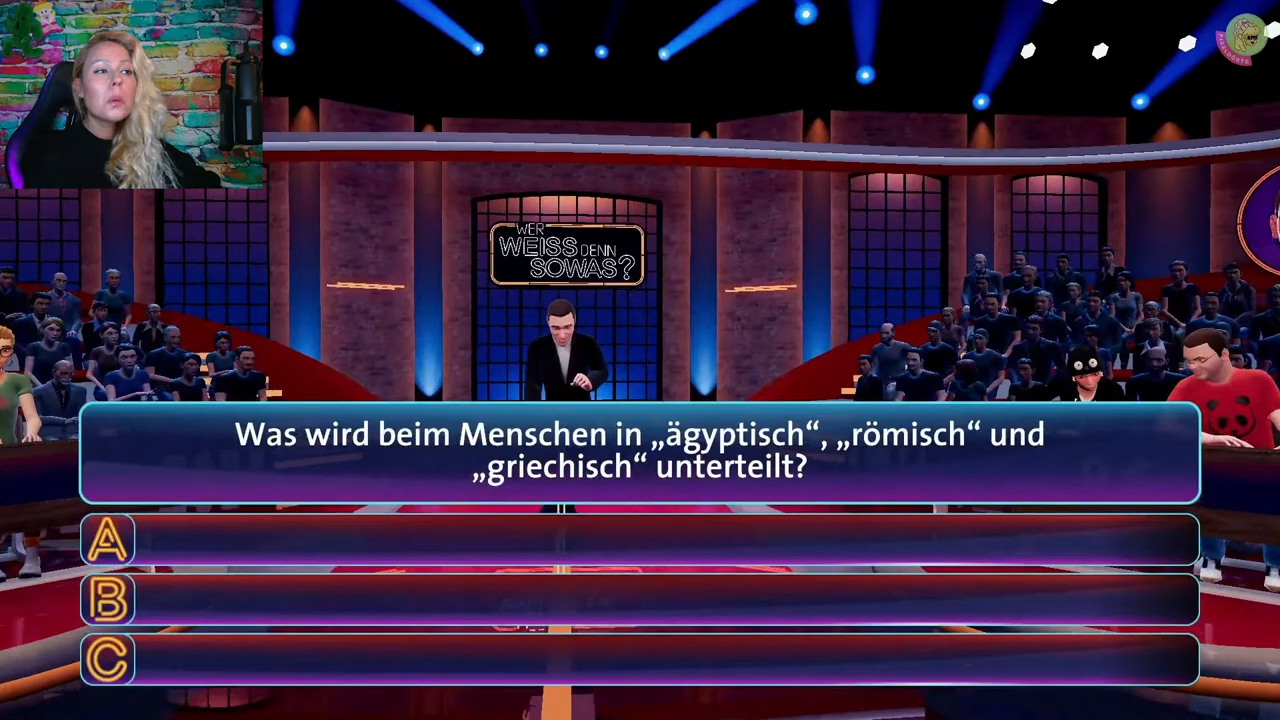 WER
WEISS DENN
SOWAS?
Was wird beim Menschen in „ägyptisch“, „römisch“ und
„griechisch“ unterteilt?
A
B
C